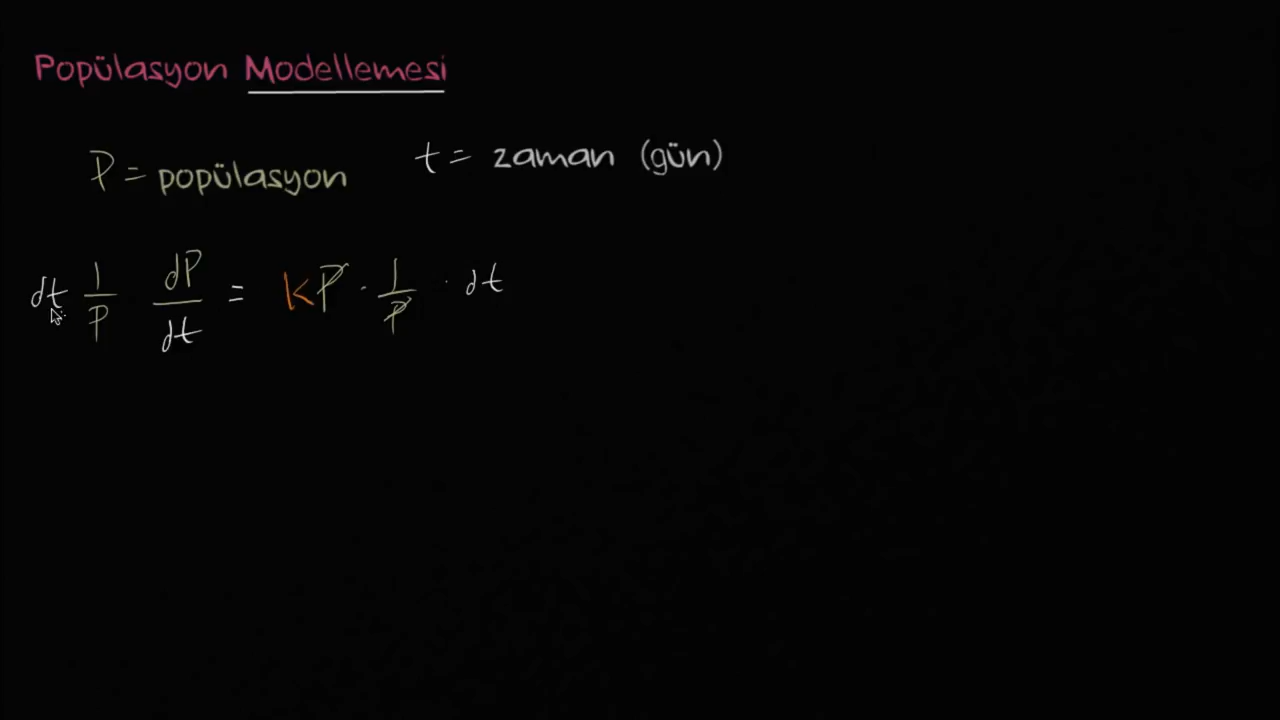 Popülasyon Modellemesi
P = popülasyon t = zaman (gün)
dt 1/P dP/dt = kP · 1/P · dt